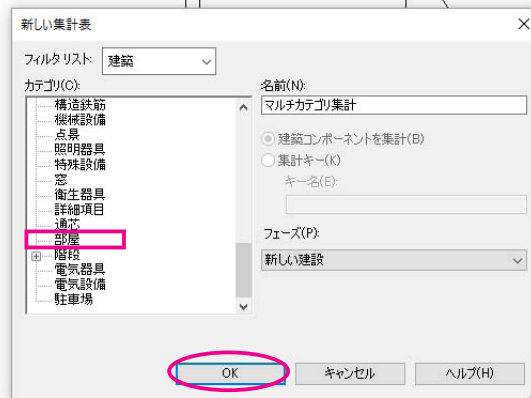 新しい集計表
フィルタ リスト: 建築
カテゴリ(C):
構造鉄筋
機械設備
点景
照明器具
特殊設備
窓
衛生器具
詳細項目
通芯
部屋
階段
電気器具
電気設備
駐車場
名前(N):
マルチカテゴリ集計
建築コンポーネントを集計(B)
集計キー(K)
キー名(E):
フェーズ(P):
新しい建設
OK キャンセル ヘルプ(H)